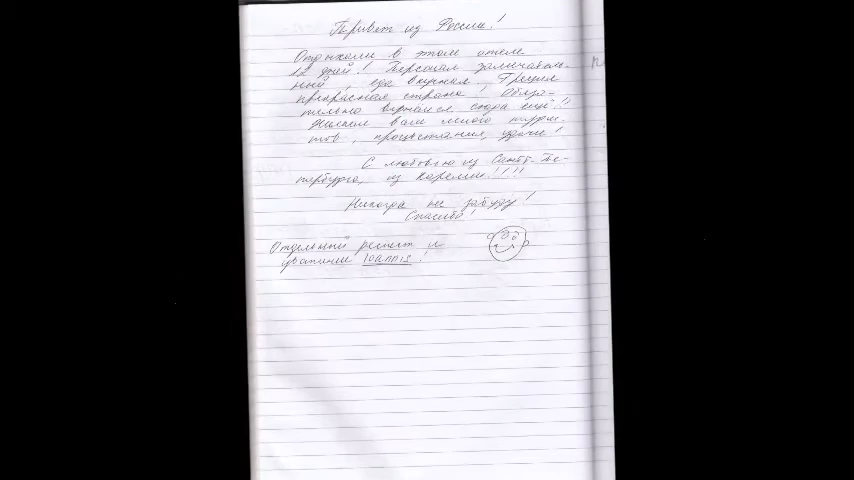 Привет из России!
Отдыхали в этом отеле
12 дней! Персонал замечатель-
ный, еда вкусная. Греция
прекрасная страна! Обяза-
тельно вернёмся сюда ещё!!
Желаем вам много турис-
тов, процветания, удачи!
С любовью из Санкт-Пе-
тербурга, из Карелии!!!!
Никогда не забуду!
Спасибо!
Отдельный респект и
уважение Ioannis!